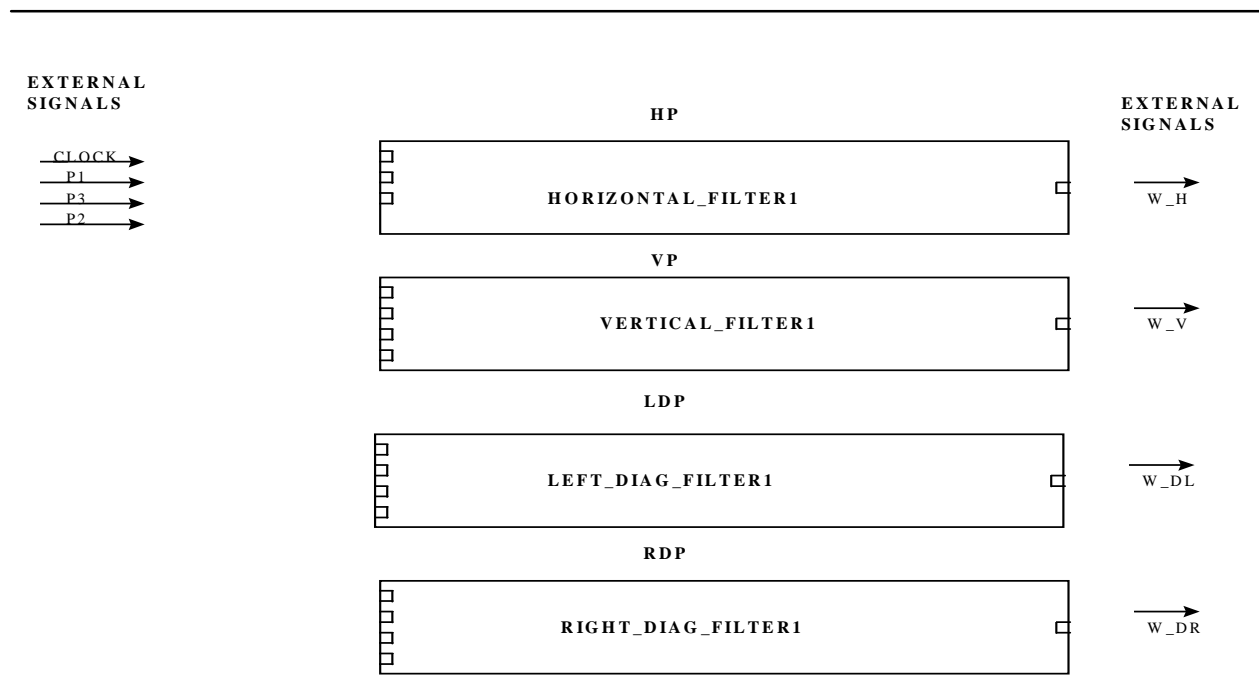 EXTERNAL
SIGNALS
CLOCK
P1
P3
P2
HP
HORIZONTAL_FILTER1
VP
VERTICAL_FILTER1
LDP
LEFT_DIAG_FILTER1
RDP
RIGHT_DIAG_FILTER1
EXTERNAL
SIGNALS
W_H
W_V
W_DL
W_DR